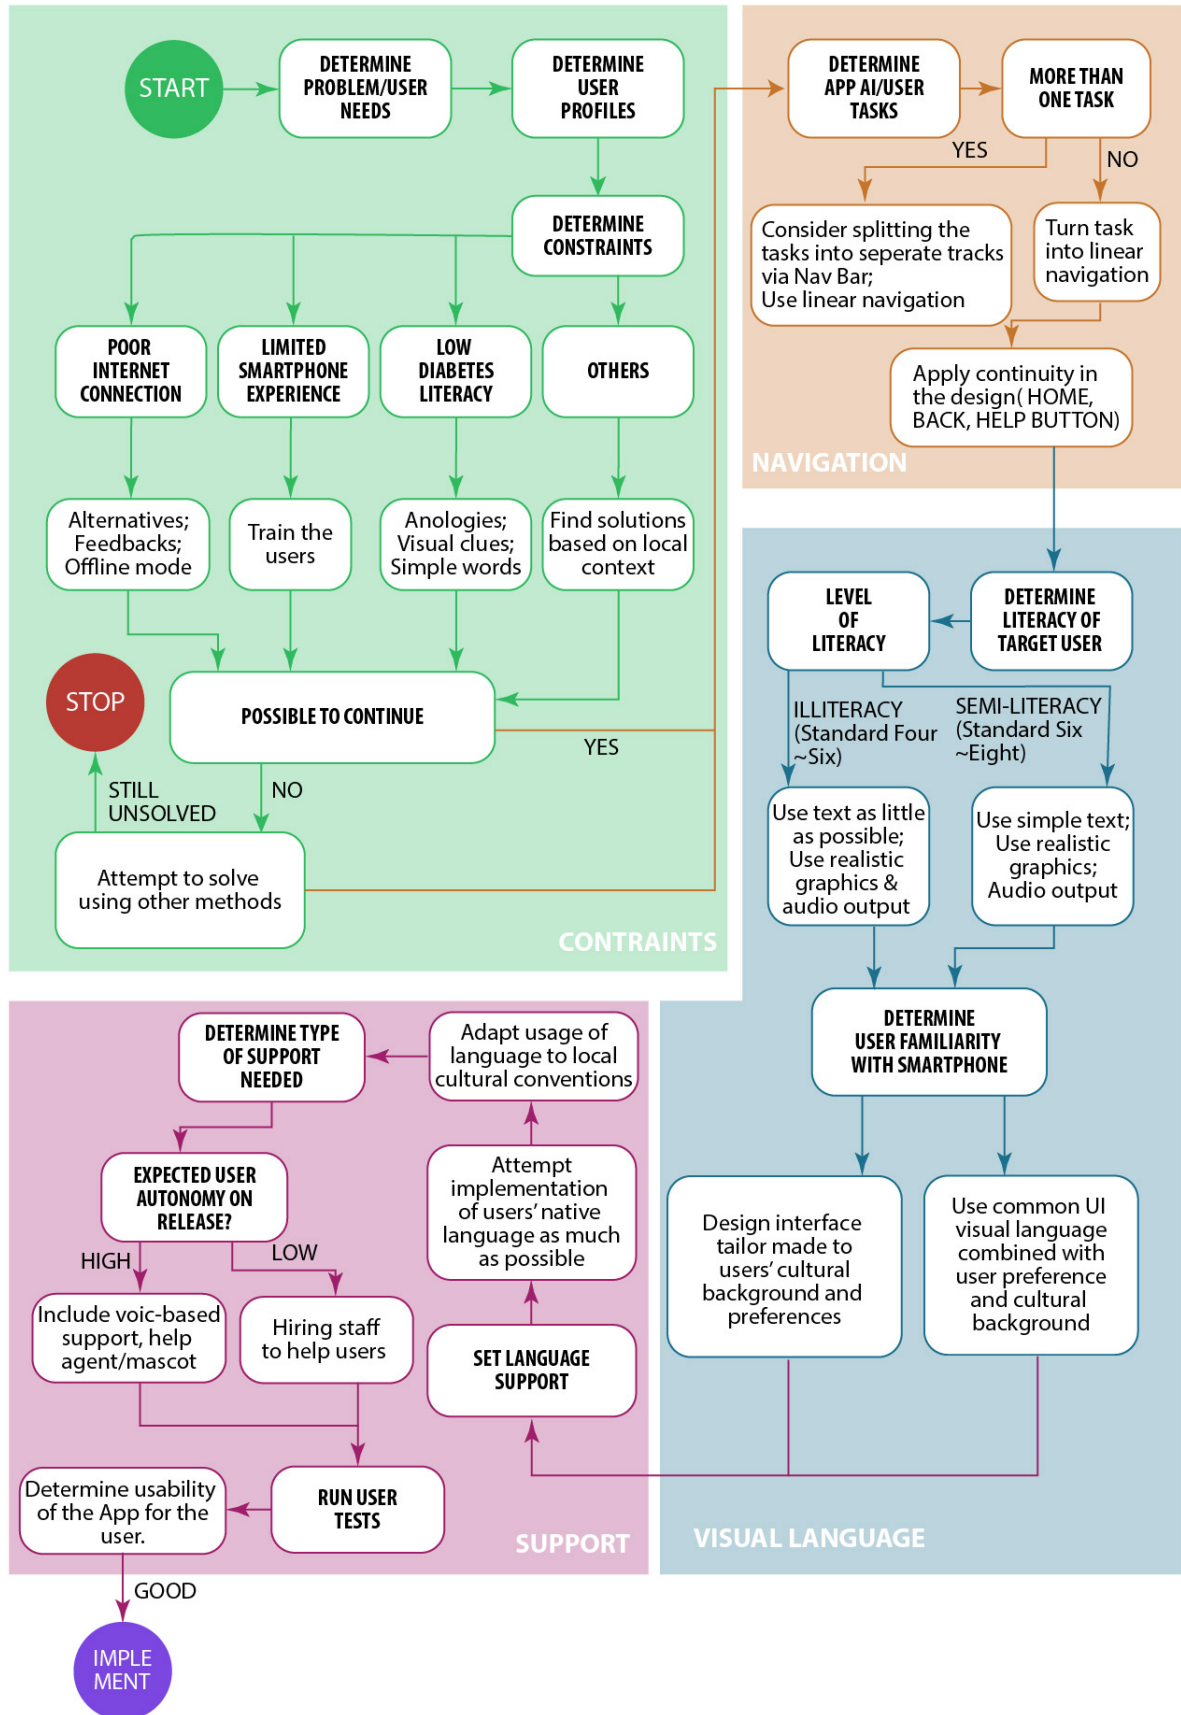 START
DETERMINE
PROBLEM/USER
NEEDS
DETERMINE
USER
PROFILES
DETERMINE
CONSTRAINTS
POOR
INTERNET
CONNECTION
LIMITED
SMARTPHONE
EXPERIENCE
LOW
DIABETES
LITERACY
OTHERS
Alternatives;
Feedbacks;
Offline mode
Train the
users
Anologies;
Visual clues;
Simple words
Find solutions
based on local
context
STOP
POSSIBLE TO CONTINUE
YES
STILL
UNSOLVED
NO
Attempt to solve
using other methods
CONTRAINTS
DETERMINE
APP AI/USER
TASKS
MORE THAN
ONE TASK
YES
NO
Consider splitting the
tasks into seperate tracks
via Nav Bar;
Use linear navigation
Turn task
into linear
navigation
Apply continuity in
the design( HOME,
BACK, HELP BUTTON)
NAVIGATION
LEVEL
OF
LITERACY
DETERMINE
LITERACY OF
TARGET USER
ILLITERACY
(Standard Four
~Six)
SEMI-LITERACY
(Standard Six
~Eight)
Use text as little
as possible;
Use realistic
graphics &
audio output
Use simple text;
Use realistic
graphics;
Audio output
DETERMINE
USER FAMILIARITY
WITH SMARTPHONE
Design interface
tailor made to
users' cultural
background and
preferences
Use common UI
visual language
combined with
user preference
and cultural
background
VISUAL LANGUAGE
DETERMINE TYPE
OF SUPPORT
NEEDED
Adapt usage of
language to local
cultural conventions
EXPECTED USER
AUTONOMY ON
RELEASE?
Attempt
implementation
of users' native
language as much
as possible
HIGH
LOW
Include voic-based
support, help
agent/mascot
Hiring staff
to help users
SET LANGUAGE
SUPPORT
Determine usability
of the App for the
user.
RUN USER
TESTS
SUPPORT
GOOD
IMPLE
MENT